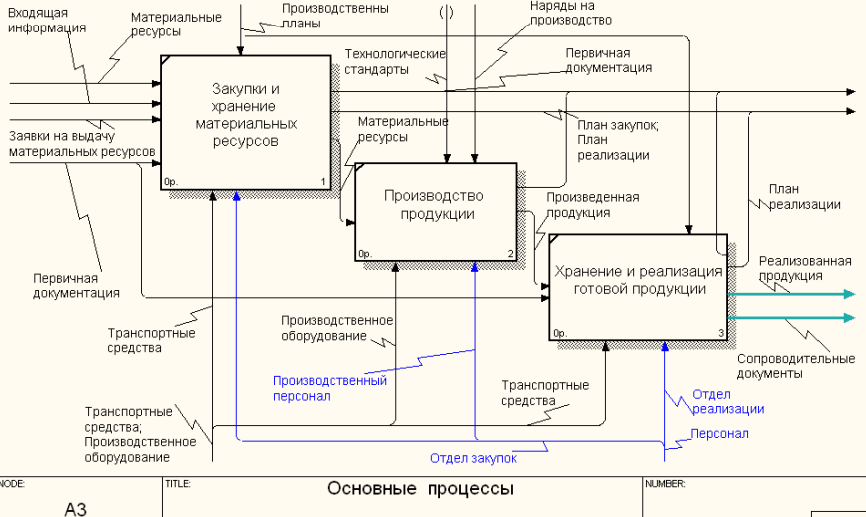 Входящая
информация
Материальные
ресурсы
Производственны
планы
()
Наряды на
производство
Технологические
стандарты
Первичная
документация
Закупки и
хранение
материальных
ресурсов
0р.
1
Заявки на выдачу
материальных ресурсов
Материальные
ресурсы
План закупок;
План
реализации
Производство
продукции
0р.
2
Произведенная
продукция
План
реализации
Первичная
документация
Хранение и реализация
готовой продукции
0р.
3
Реализованная
продукция
Транспортные
средства
Производственное
оборудование
Сопроводительные
документы
Производственный
персонал
Транспортные
средства
Отдел
реализации
Транспортные
средства;
Производственное
оборудование
Персонал
Отдел закупок
NODE:
A3
TITLE:
Основные процессы
NUMBER: